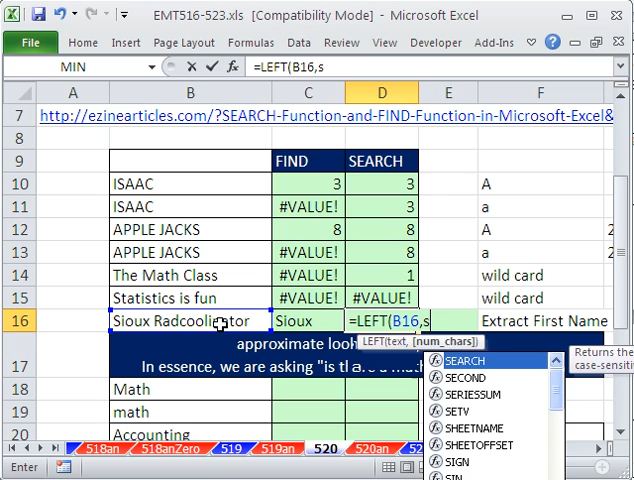 EMT516-523.xls [Compatibility Mode] - Microsoft Excel
File Home Insert Page Layout Formulas Data Review View Developer Add-Ins
MIN fx =LEFT(B16,s
A B C D E F
7 http://ezinearticles.com/?SEARCH-Function-and-FIND-Function-in-Microsoft-Excel&
8
9 FIND SEARCH
10 ISAAC 3 3 A
11 ISAAC #VALUE! 3 a
12 APPLE JACKS 8 8 A 2
13 APPLE JACKS #VALUE! 8 a 2
14 The Math Class #VALUE! 1 wild card
15 Statistics is fun #VALUE! #VALUE! wild card
16 Sioux Radcoolinator Sioux =LEFT(B16,s Extract First Name
LEFT(text, [num_chars])
approximate
17 In essence, we are asking "is
18 Math
19 math
20 Accounting
SEARCH
SECOND
SERIESSUM
SETV
SHEETNAME
SHEETOFFSET
SIGN
SIN
Returns the
case-sensiti
518an 518anZero 519 519an 520 520an
Enter